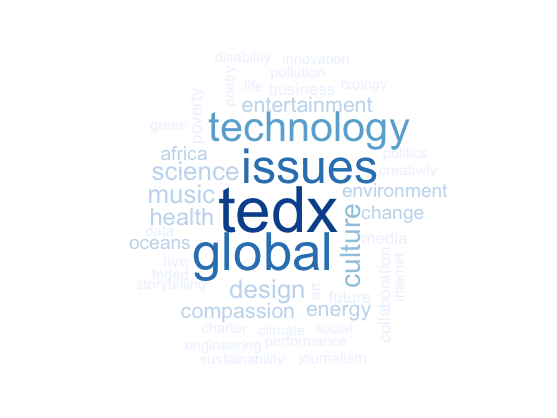 disability
innovation
pollution
poetry
life
business
biology
poverty
entertainment
green
technology
africa
issues
politics
science
creativity
music
tedx
environment
health
culture
change
data
oceans
global
media
live
teded
storytelling
design
art
future
collaboration
internet
compassion
energy
charter
climate
social
engineering
performance
sustainability
journalism